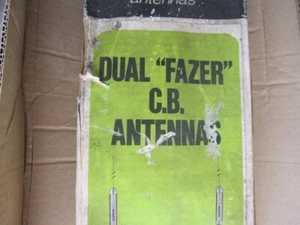 antennas
DUAL "FAZER"
C.B.
ANTENNAS